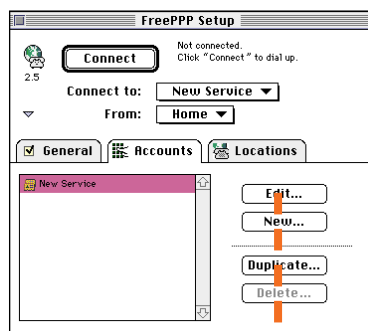 FreePPP Setup
Connect
Not connected.
Click "Connect" to dial up.
2.5
Connect to: New Service
From: Home
General Accounts Locations
New Service
Edit...
New...
Duplicate...
Delete...